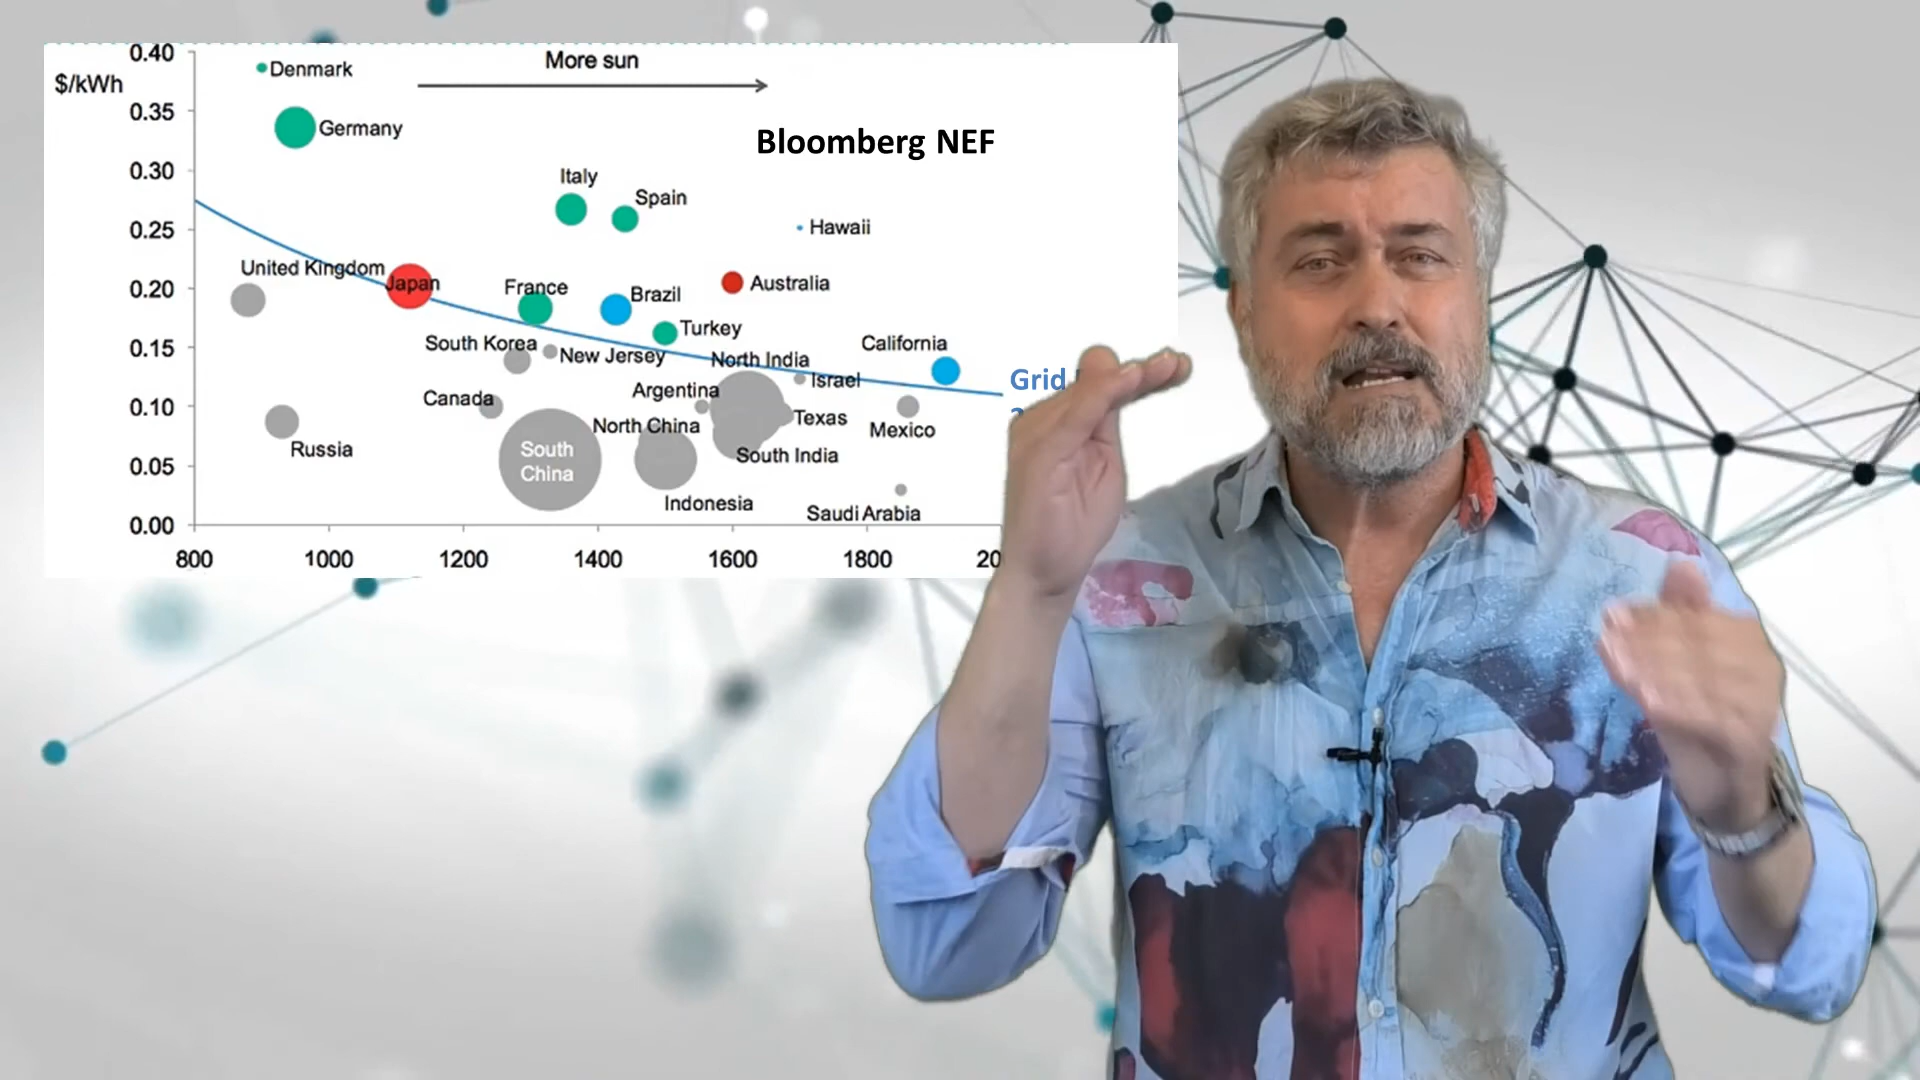 0.40
$/kWh
0.35
0.30
0.25
0.20
0.15
0.10
0.05
0.00
800
1000
1200
1400
1600
1800
More sun
Bloomberg NEF
Denmark
Germany
Italy
Spain
Hawaii
United Kingdom
Japan
France
Brazil
Australia
Turkey
South Korea
New Jersey
North India
California
Israel
Argentina
Canada
North China
Texas
Mexico
Russia
South
China
South India
Indonesia
Saudi Arabia
Grid